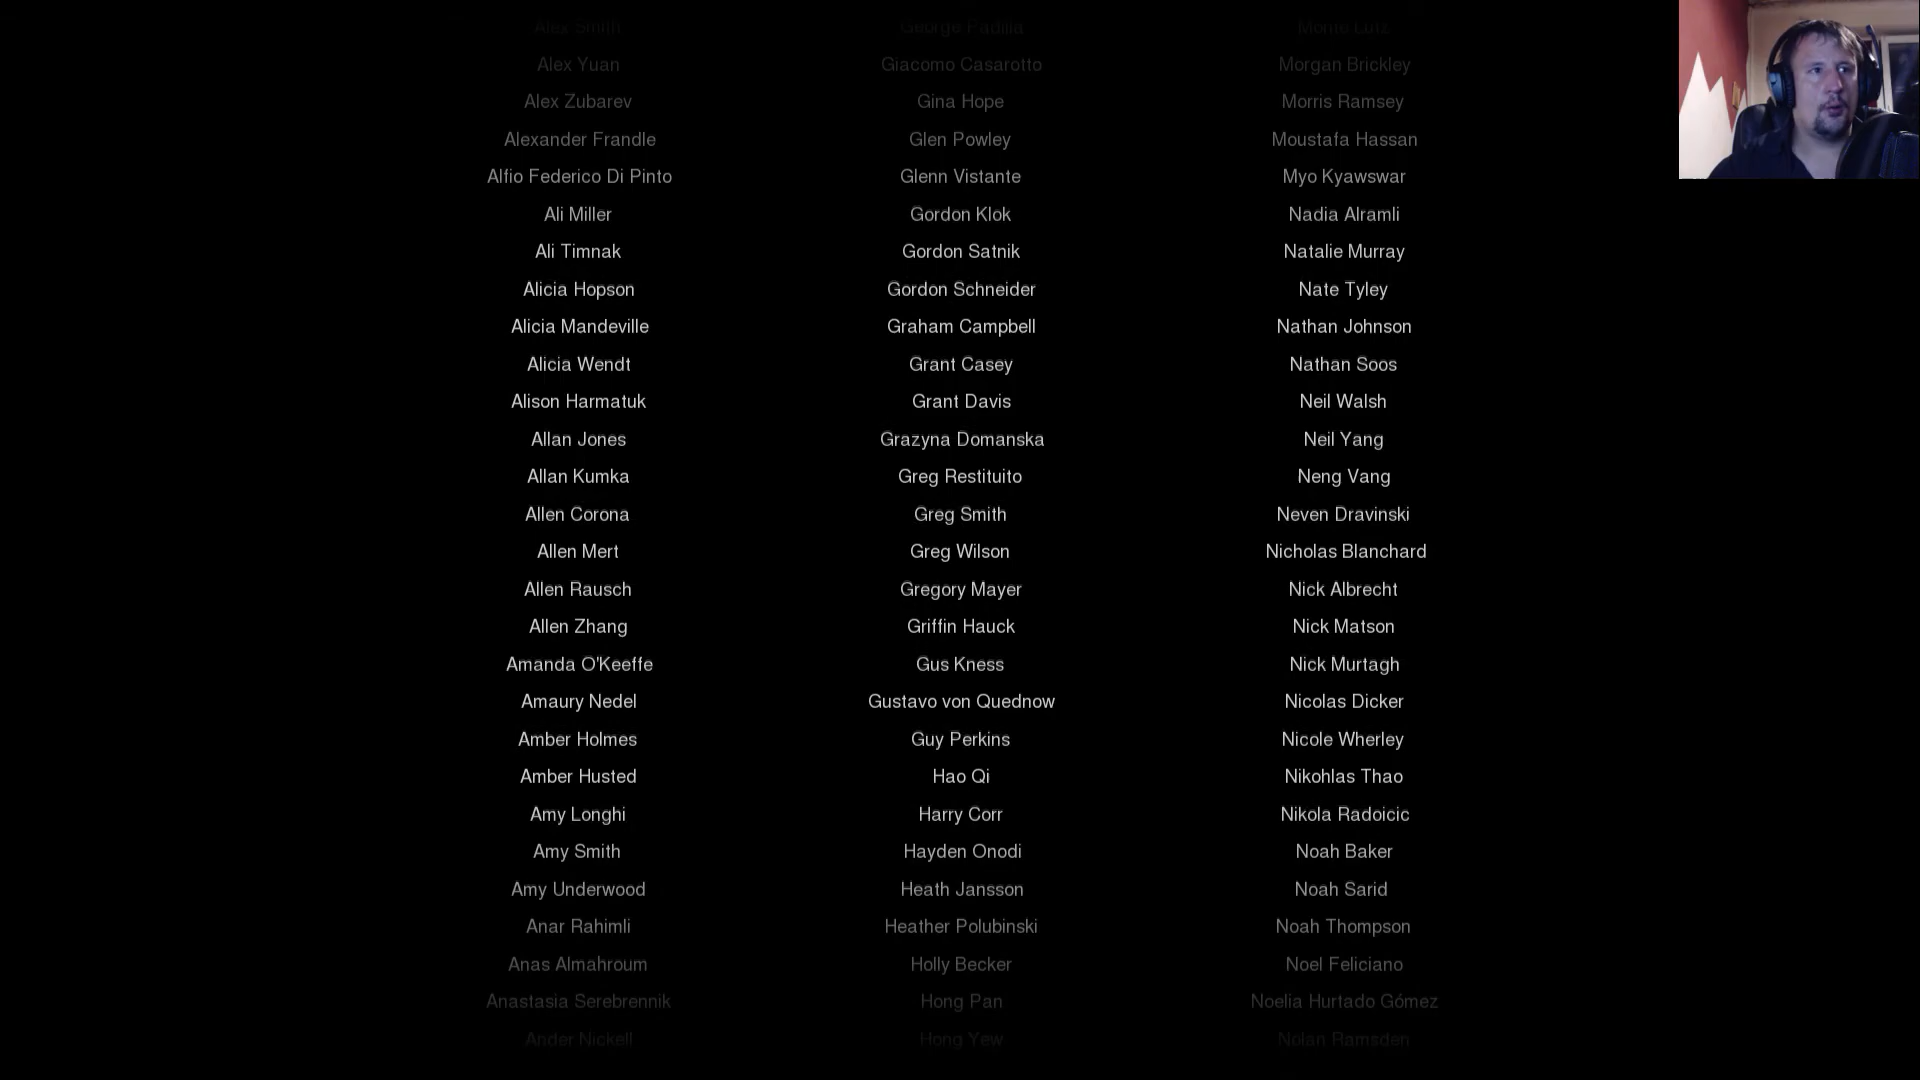 Alex Smith
Alex Yuan
Alex Zubarev
Alexander Frandle
Alfio Federico Di Pinto
Ali Miller
Ali Timnak
Alicia Hopson
Alicia Mandeville
Alicia Wendt
Alison Harmatuk
Allan Jones
Allan Kumka
Allen Corona
Allen Mert
Allen Rausch
Allen Zhang
Amanda O'Keeffe
Amaury Nedel
Amber Holmes
Amber Husted
Amy Longhi
Amy Smith
Amy Underwood
Anar Rahimli
Anas Almahroum
Anastasia Serebrennik
Ander Nickell
George Padilla
Giacomo Casarotto
Gina Hope
Glen Powley
Glenn Vistante
Gordon Klok
Gordon Satnik
Gordon Schneider
Graham Campbell
Grant Casey
Grant Davis
Grazyna Domanska
Greg Restituito
Greg Smith
Greg Wilson
Gregory Mayer
Griffin Hauck
Gus Kness
Gustavo von Quednow
Guy Perkins
Hao Qi
Harry Corr
Hayden Onodi
Heath Jansson
Heather Polubinski
Holly Becker
Hong Pan
Hong Yew
Monte Lutz
Morgan Brickley
Morris Ramsey
Moustafa Hassan
Myo Kyawswar
Nadia Alramli
Natalie Murray
Nate Tyley
Nathan Johnson
Nathan Soos
Neil Walsh
Neil Yang
Neng Vang
Neven Dravinski
Nicholas Blanchard
Nick Albrecht
Nick Matson
Nick Murtagh
Nicolas Dicker
Nicole Wherley
Nikohlas Thao
Nikola Radoicic
Noah Baker
Noah Sarid
Noah Thompson
Noel Feliciano
Noelia Hurtado Gómez
Nolan Ramsden